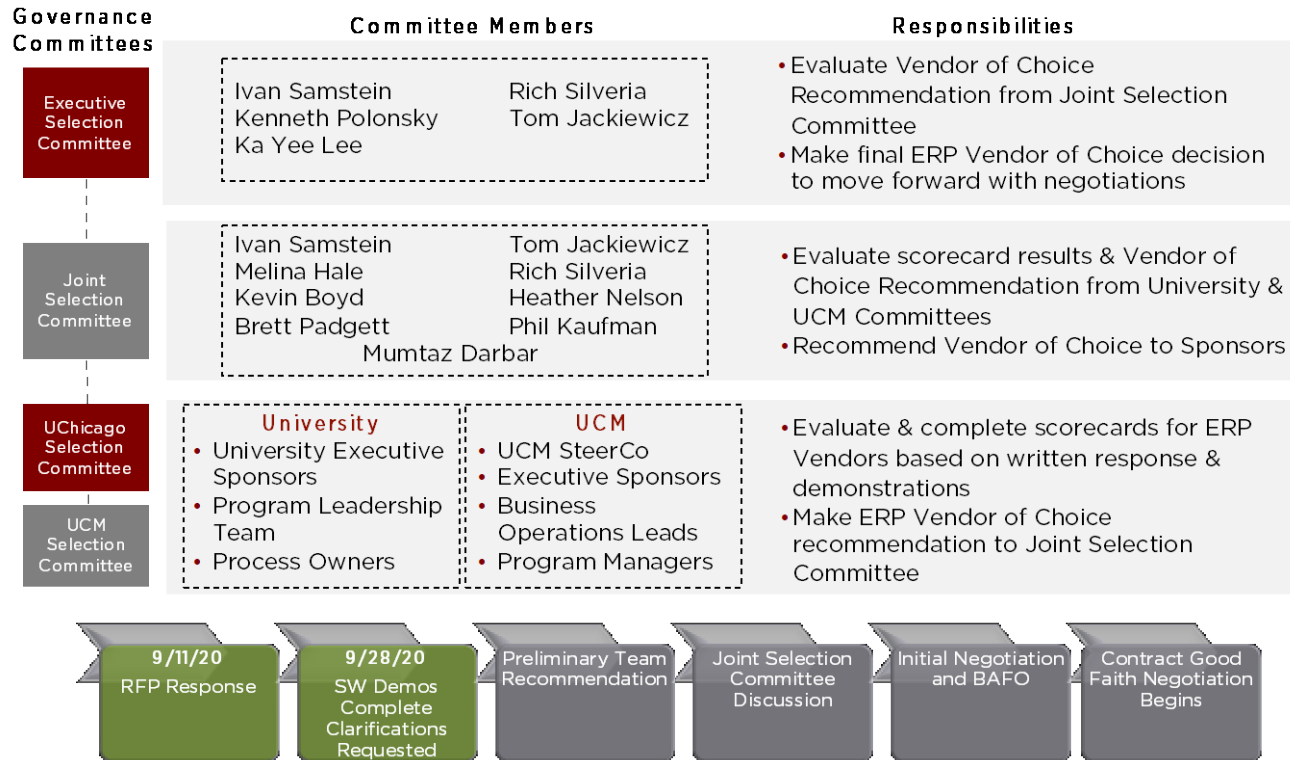 Governance
Committees
Committee Members
Responsibilities
Executive
Selection
Committee
Ivan Samstein
Kenneth Polonsky
Ka Yee Lee
Rich Silveria
Tom Jackiewicz
•Evaluate Vendor of Choice
Recommendation from Joint Selection
Committee
•Make final ERP Vendor of Choice decision
to move forward with negotiations
Joint
Selection
Committee
Ivan Samstein
Melina Hale
Kevin Boyd
Brett Padgett
Tom Jackiewicz
Rich Silveria
Heather Nelson
Phil Kaufman
Mumtaz Darbar
•Evaluate scorecard results & Vendor of
Choice Recommendation from University &
UCM Committees
•Recommend Vendor of Choice to Sponsors
UChicago
Selection
Committee
UCM
Selection
Committee
University
• University Executive
Sponsors
• Program Leadership
Team
• Process Owners
UCM
• UCM SteerCo
• Executive Sponsors
• Business
Operations Leads
• Program Managers
•Evaluate & complete scorecards for ERP
Vendors based on written response &
demonstrations
•Make ERP Vendor of Choice
recommendation to Joint Selection
Committee
9/11/20
RFP Response
9/28/20
SW Demos
Complete
Clarifications
Requested
Preliminary Team
Recommendation
Joint Selection
Committee
Discussion
Initial Negotiation
and BAFO
Contract Good
Faith Negotiation
Begins